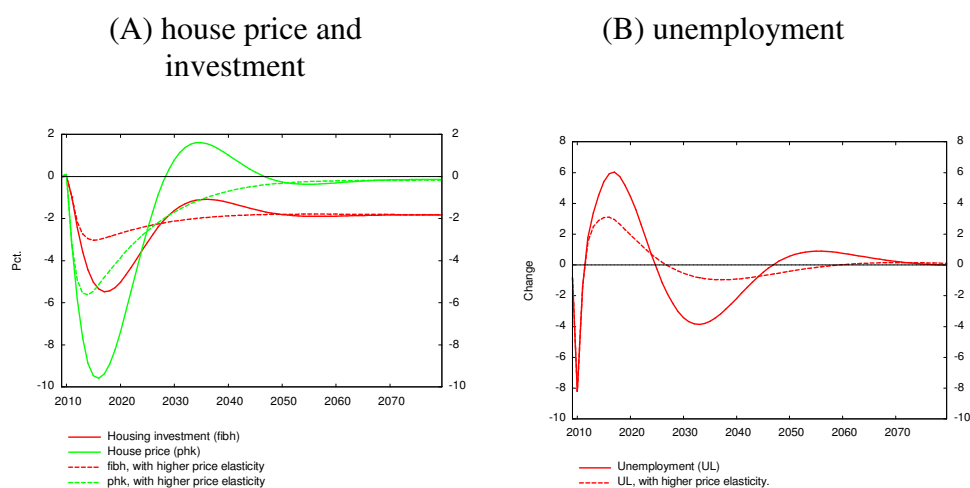 (A) house price and
investment
2
0
-2
-4
-6
-8
-10
Pct.
2
0
-2
-4
-6
-8
-10
2010 2020 2030 2040 2050 2060 2070
Housing investment (fibh)
House price (phk)
fibh, with higher price elasticity
phk, with higher price elasticity
(B) unemployment
8
6
4
2
0
-2
-4
-6
-8
-10
Change
8
6
4
2
0
-2
-4
-6
-8
-10
2010 2020 2030 2040 2050 2060 2070
Unemployment (UL)
UL, with higher price elasticity.